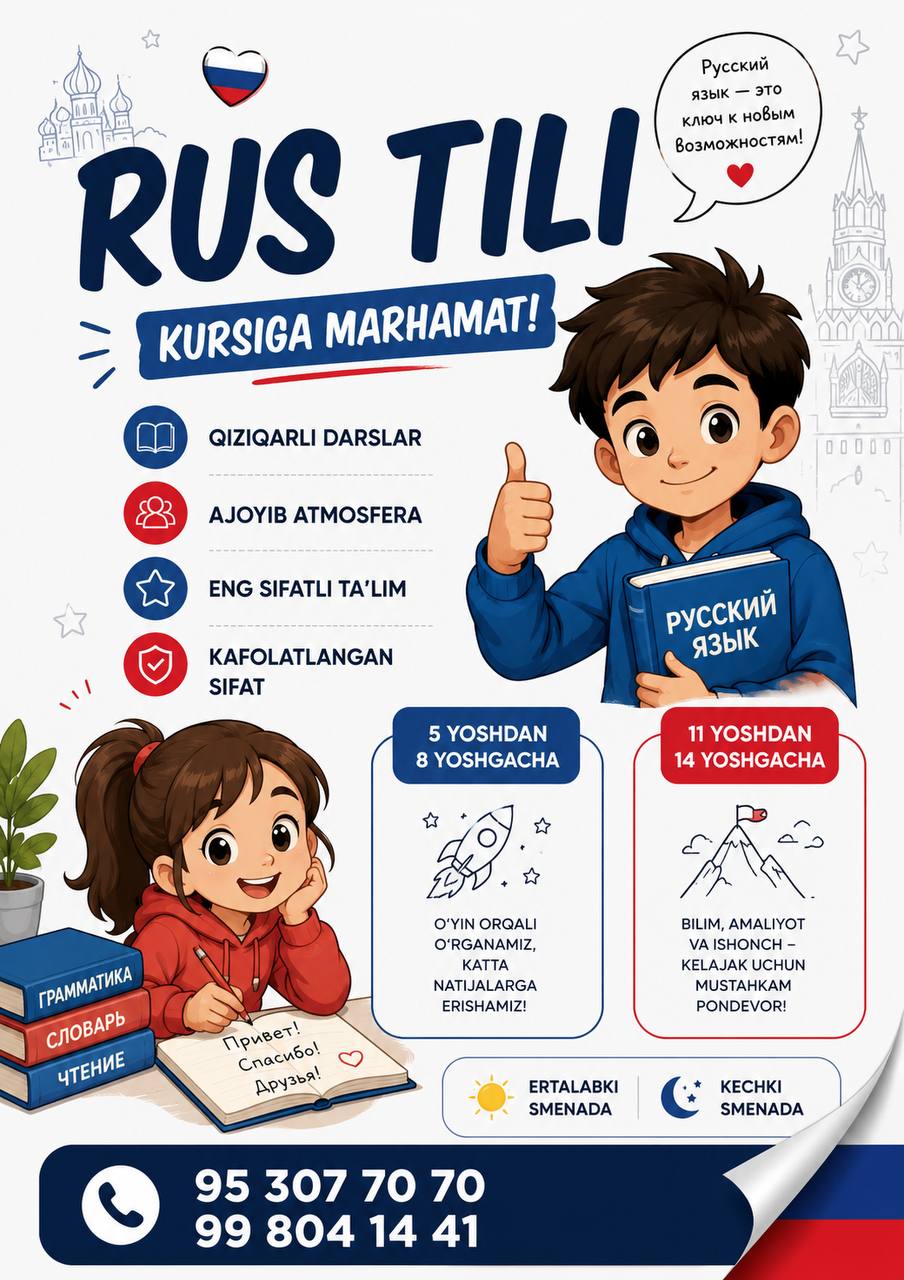 Русский
язык — это
ключ к новым
возможностям!
RUS TILI
KURSIGA MARHAMAT!
QIZIQARLI DARSLAR
AJOYIB ATMOSFERA
ENG SIFATLI TA’LIM
KAFOLATLANGAN
SIFAT
РУССКИЙ
ЯЗЫК
5 YOSHDAN
8 YOSHGACHA
O‘YIN ORQALI
O‘RGANAMIZ,
KATTA
NATIJALARGA
ERISHAMIZ!
11 YOSHDAN
14 YOSHGACHA
BILIM, AMALIYOT
VA ISHONCH –
KELAJAK UCHUN
MUSTAHKAM
PONDEVOR!
ГРАММАТИКА
СЛОВАРЬ
ЧТЕНИЕ
Привет!
Спасибо!
Друзья!
ERTALABKI
SMENADA
KECHKI
SMENADA
95 307 70 70
99 804 14 41